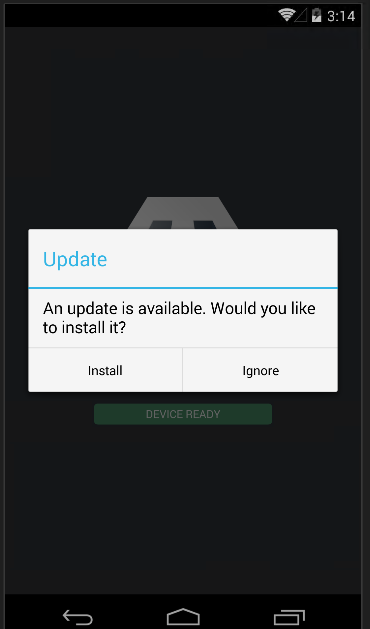 3:14
Update
An update is available. Would you like
to install it?
Install Ignore
DEVICE READY